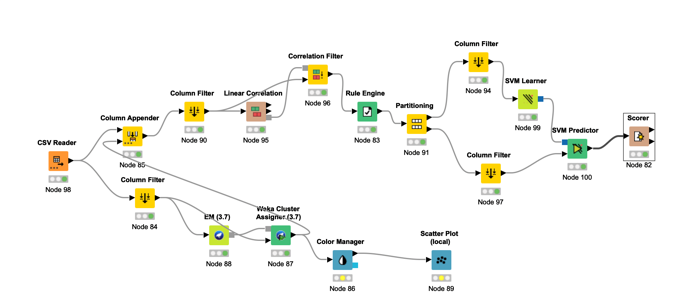 Correlation Filter
Node 96
Column Filter
Node 94
SVM Learner
Node 99
Column Filter
Node 90
Linear Correlation
Node 95
Rule Engine
Node 83
Partitioning
Node 91
Scorer
Node 82
SVM Predictor
Node 100
Column Appender
Node 85
CSV Reader
Node 98
Column Filter
Node 97
Column Filter
Node 84
EM (3.7)
Node 88
Weka Cluster
Assigner (3.7)
Node 87
Color Manager
Node 86
Scatter Plot
(local)
Node 89